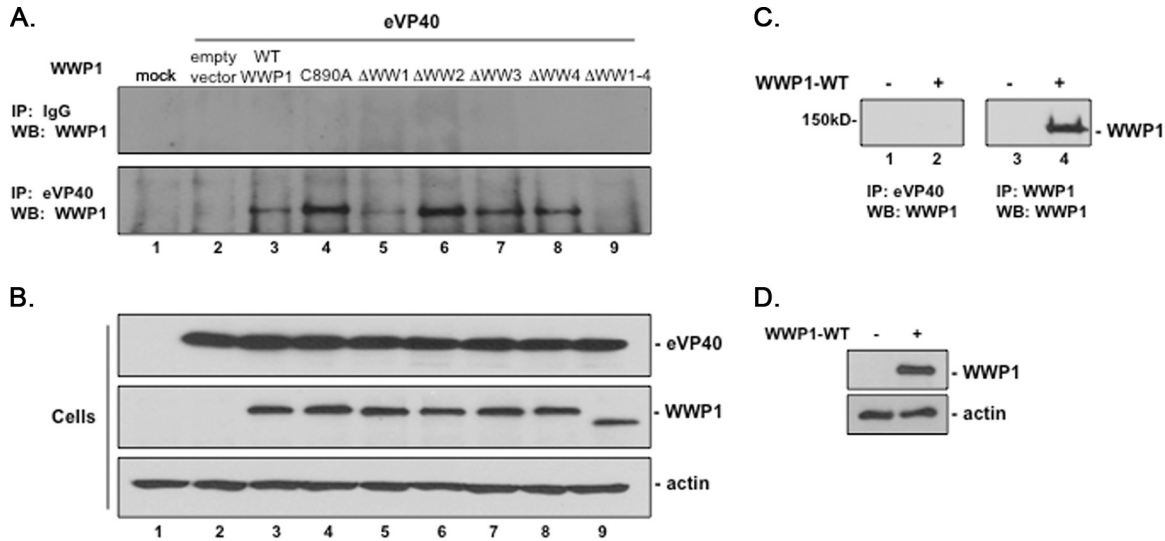 A.
eVP40
WWP1
mock
empty vector
WT WWP1
C890A
ΔWW1
ΔWW2
ΔWW3
ΔWW4
ΔWW1-4
IP: IgG
WB: WWP1
IP: eVP40
WB: WWP1
1 2 3 4 5 6 7 8 9
B.
Cells
- eVP40
- WWP1
- actin
1 2 3 4 5 6 7 8 9
C.
WWP1-WT - + - +
150kD-
- WWP1
1 2 3 4
IP: eVP40
WB: WWP1
IP: WWP1
WB: WWP1
D.
WWP1-WT - +
- WWP1
- actin